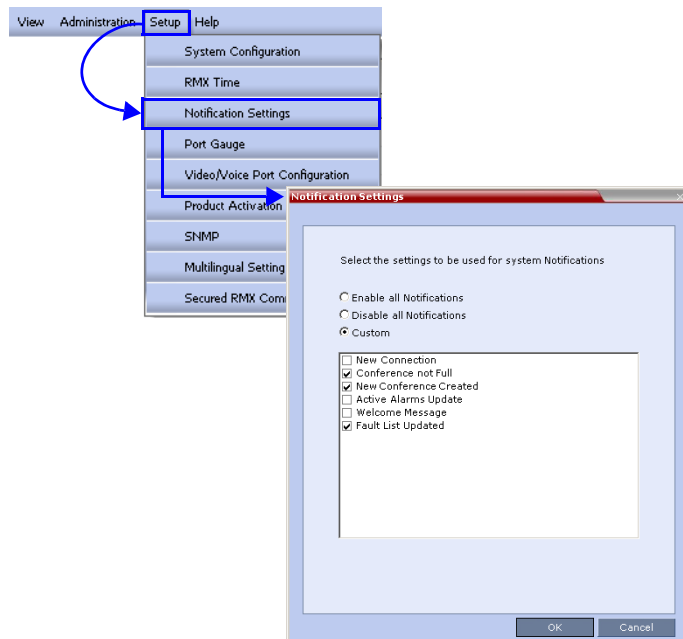 View Administration Setup Help
System Configuration
RMX Time
Notification Settings
Port Gauge
Video/Voice Port Configuration
Product Activation
SNMP
Multilingual Setting
Secured RMX
Notification Settings
Select the settings to be used for system Notifications
Enable all Notifications
Disable all Notifications
Custom
New Connection
Conference not Full
New Conference Created
Active Alarms Update
Welcome Message
Fault List Updated
OK Cancel